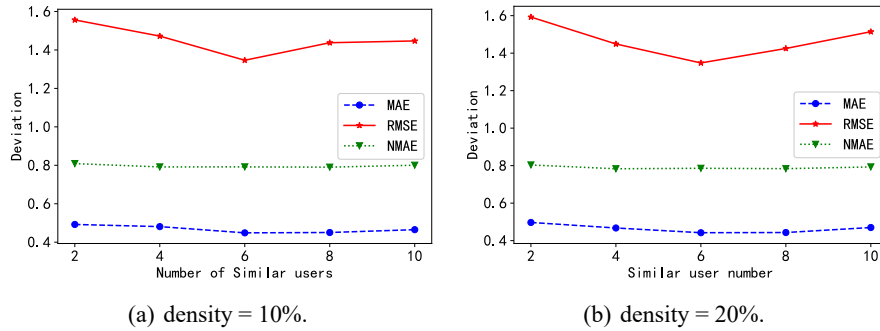 1.6
1.4
1.2
1.0
0.8
0.6
0.4
Deviation
MAE
RMSE
NMAE
2 4 6 8 10
Number of Similar users
(a) density = 10%.
1.6
1.4
1.2
1.0
0.8
0.6
0.4
Deviation
MAE
RMSE
NMAE
2 4 6 8 10
Similar user number
(b) density = 20%.